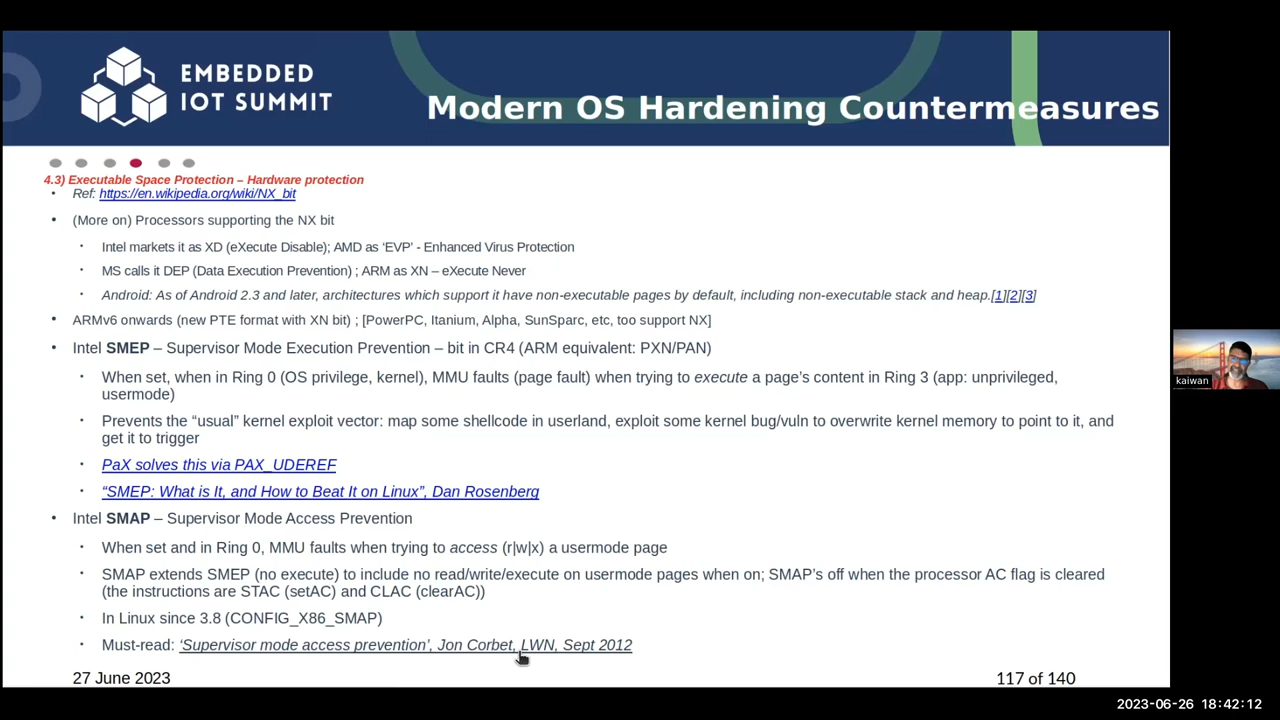 EMBEDDED
IOT SUMMIT
Modern OS Hardening Countermeasures
4.3) Executable Space Protection – Hardware protection
• Ref: https://en.wikipedia.org/wiki/NX_bit
• (More on) Processors supporting the NX bit
• Intel markets it as XD (eXecute Disable); AMD as ‘EVP’ - Enhanced Virus Protection
• MS calls it DEP (Data Execution Prevention) ; ARM as XN – eXecute Never
• Android: As of Android 2.3 and later, architectures which support it have non-executable pages by default, including non-executable stack and heap.[1][2][3]
• ARMv6 onwards (new PTE format with XN bit) ; [PowerPC, Itanium, Alpha, SunSparc, etc, too support NX]
• Intel SMEP – Supervisor Mode Execution Prevention – bit in CR4 (ARM equivalent: PXN/PAN)
• When set, when in Ring 0 (OS privilege, kernel), MMU faults (page fault) when trying to execute a page’s content in Ring 3 (app: unprivileged,
usermode)
• Prevents the “usual” kernel exploit vector: map some shellcode in userland, exploit some kernel bug/vuln to overwrite kernel memory to point to it, and
get it to trigger
• PaX solves this via PAX_UDEREF
• “SMEP: What is It, and How to Beat It on Linux”, Dan Rosenberg
• Intel SMAP – Supervisor Mode Access Prevention
• When set and in Ring 0, MMU faults when trying to access (r|w|x) a usermode page
• SMAP extends SMEP (no execute) to include no read/write/execute on usermode pages when on; SMAP’s off when the processor AC flag is cleared
(the instructions are STAC (setAC) and CLAC (clearAC))
• In Linux since 3.8 (CONFIG_X86_SMAP)
• Must-read: ‘Supervisor mode access prevention’, Jon Corbet, LWN, Sept 2012
27 June 2023
117 of 140
kaiwan
2023-06-26 18:42:12